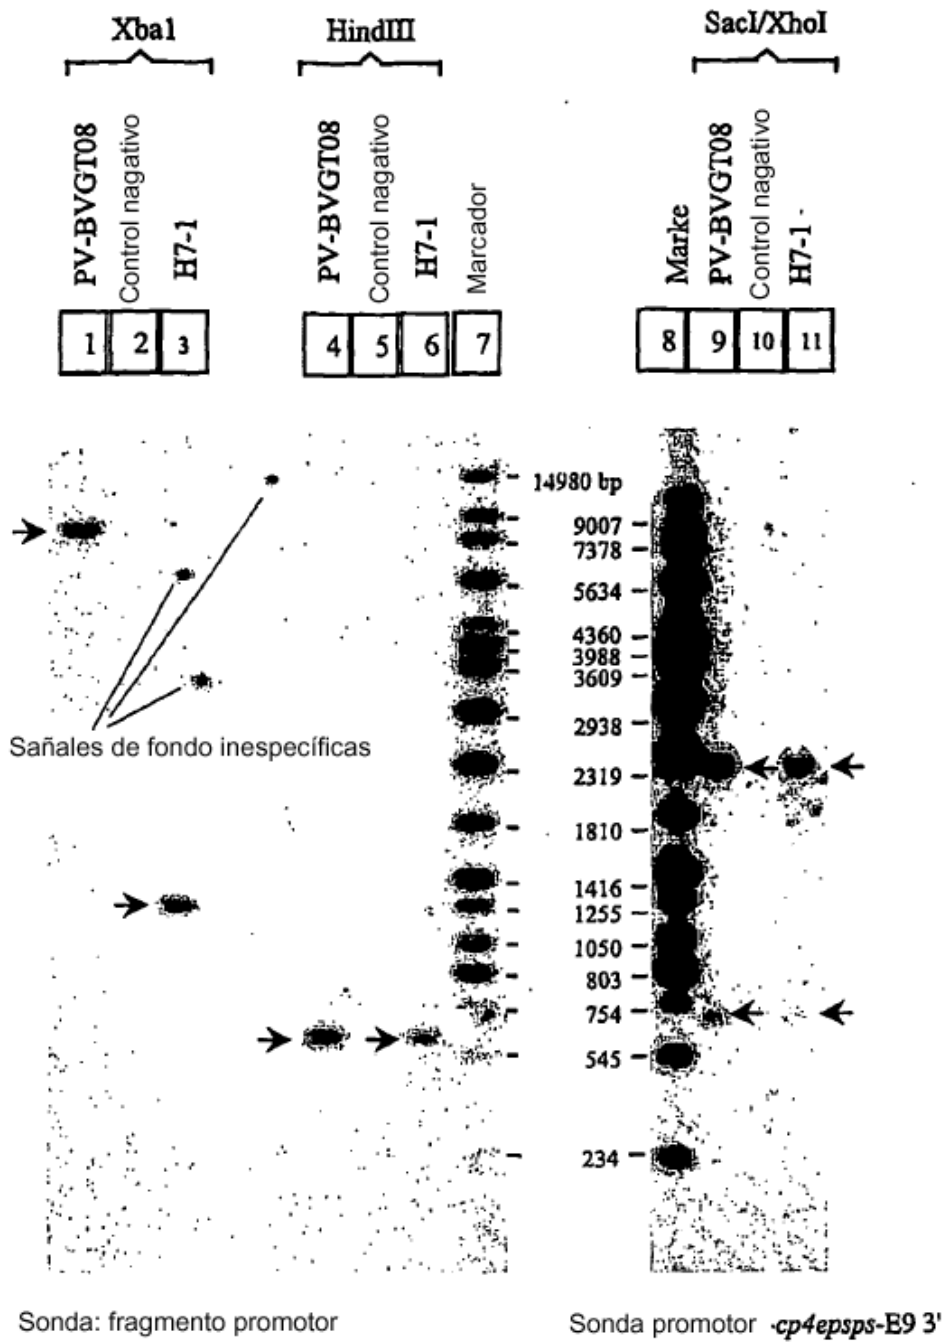 Xba1 HindIII SacI/XhoI
PV-BVGT08 Control nagativo H7-1 PV-BVGT08 Control nagativo H7-1 Marcador Marke PV-BVGT08 Control nagativo H7-1
1 2 3 4 5 6 7 8 9 10 11
14980 bp
9007
7378
5634
4360
3988
3609
2938
2319
1810
1416
1255
1050
803
754
545
234
Sañales de fondo inespecíficas
Sonda: fragmento promotor
Sonda promotor -cp4epsps-E9 3'